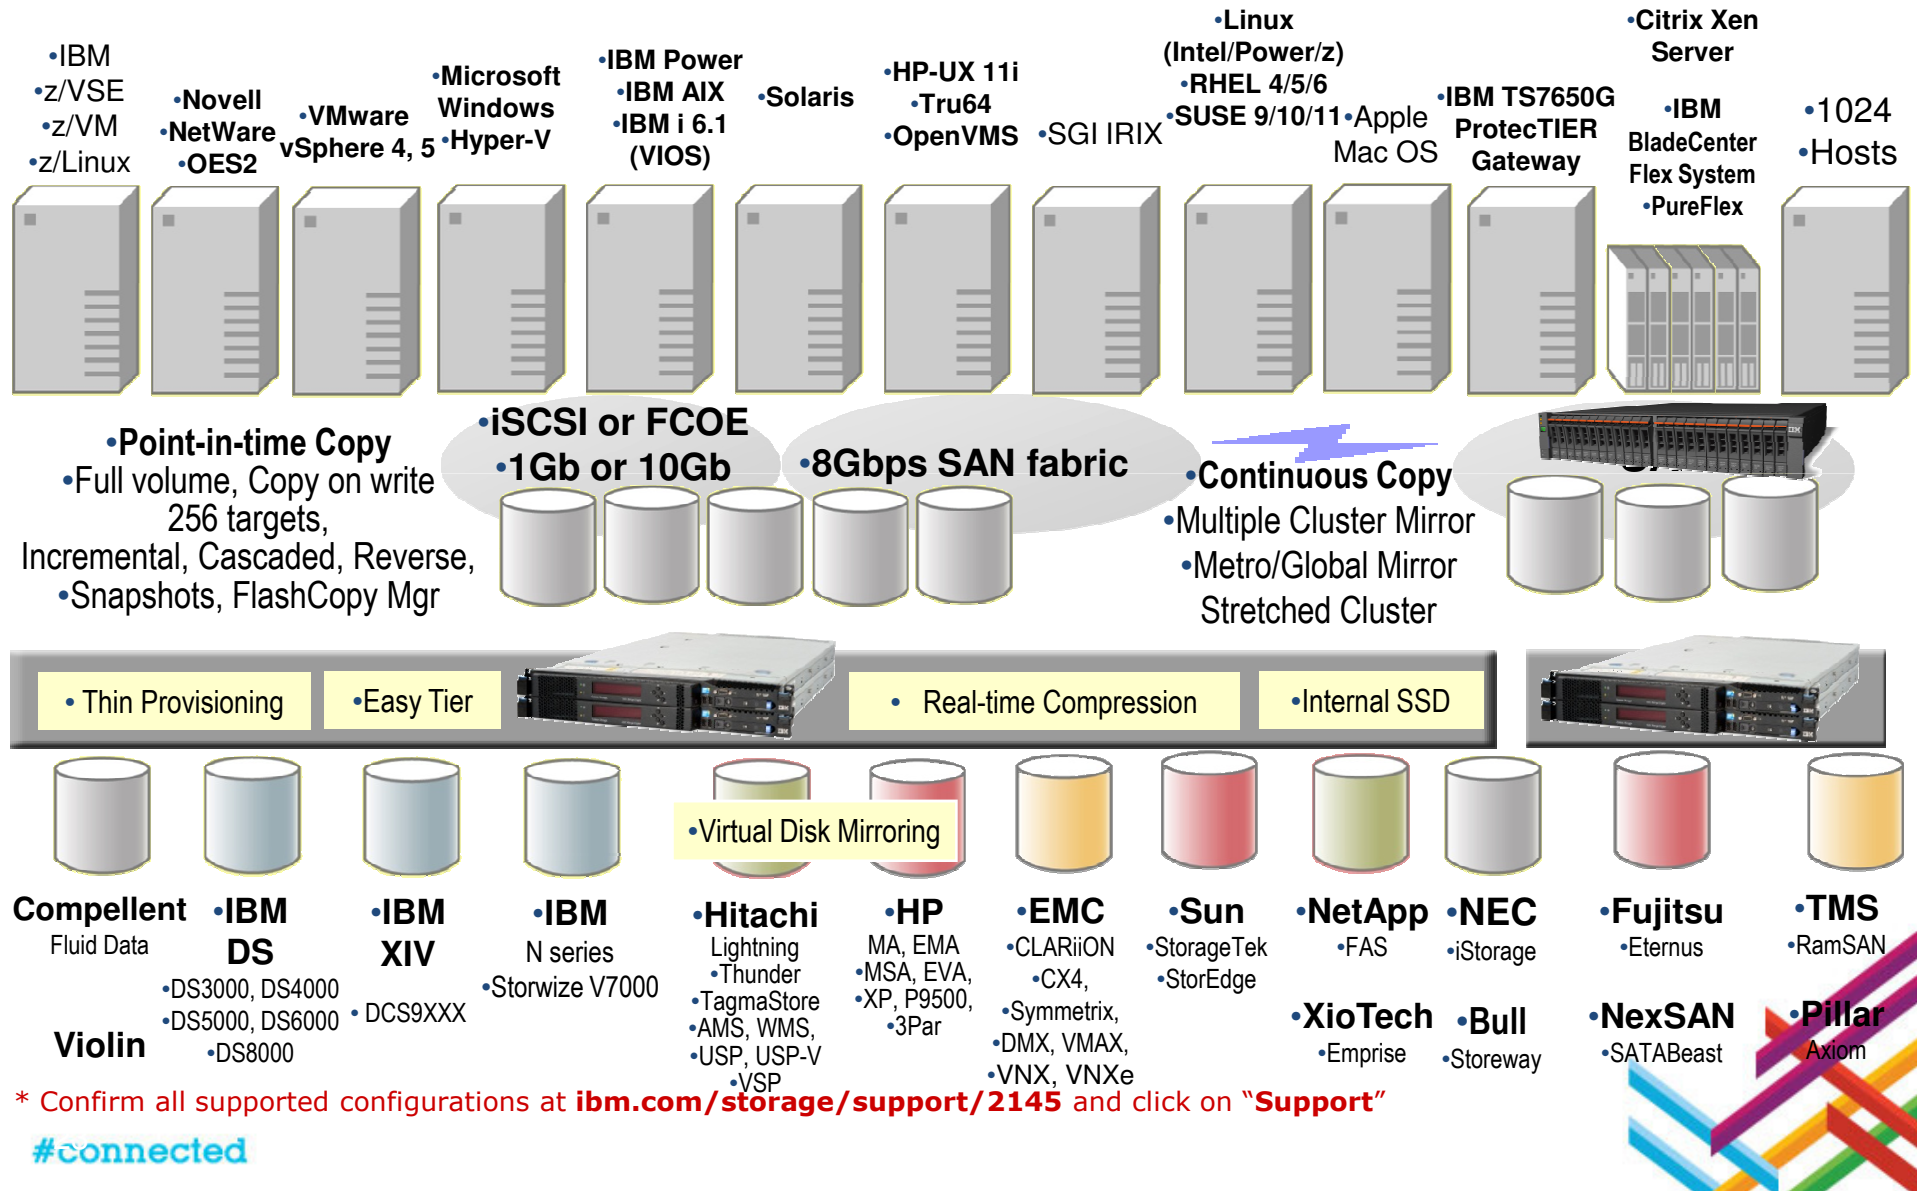 •IBM
•z/VSE
•z/VM
•z/Linux
•Novell
•NetWare
•OES2
•VMware
vSphere 4, 5
•Microsoft
Windows
•Hyper-V
•IBM Power
•IBM AIX
•IBM i 6.1
(VIOS)
•Solaris
•HP-UX 11i
•Tru64
•OpenVMS
•SGI IRIX
•Linux
(Intel/Power/z)
•RHEL 4/5/6
•SUSE 9/10/11
•Apple
Mac OS
•IBM TS7650G
ProtecTIER
Gateway
•Citrix Xen
Server
•IBM
BladeCenter
Flex System
•PureFlex
•1024
•Hosts
•Point-in-time Copy
•Full volume, Copy on write
256 targets,
Incremental, Cascaded, Reverse,
•Snapshots, FlashCopy Mgr
•iSCSI or FCOE
•1Gb or 10Gb
•8Gbps SAN fabric
•Continuous Copy
•Multiple Cluster Mirror
•Metro/Global Mirror
Stretched Cluster
• Thin Provisioning
•Easy Tier
• Real-time Compression
•Internal SSD
•Virtual Disk Mirroring
Compellent
Fluid Data
Violin
•IBM
DS
•DS3000, DS4000
•DS5000, DS6000
•DS8000
•IBM
XIV
• DCS9XXX
•IBM
N series
•Storwize V7000
•Hitachi
Lightning
•Thunder
•TagmaStore
•AMS, WMS,
•USP, USP-V
•VSP
•HP
MA, EMA
•MSA, EVA,
•XP, P9500,
•3Par
•EMC
•CLARiiON
•CX4,
•Symmetrix,
•DMX, VMAX,
•VNX, VNXe
•Sun
•StorageTek
•StorEdge
•NetApp
•FAS
•XioTech
•Emprise
•NEC
•iStorage
•Bull
•Storeway
•Fujitsu
•Eternus
•NexSAN
•SATABeast
•TMS
•RamSAN
•Pillar
Axiom
* Confirm all supported configurations at ibm.com/storage/support/2145 and click on “Support”
#connected